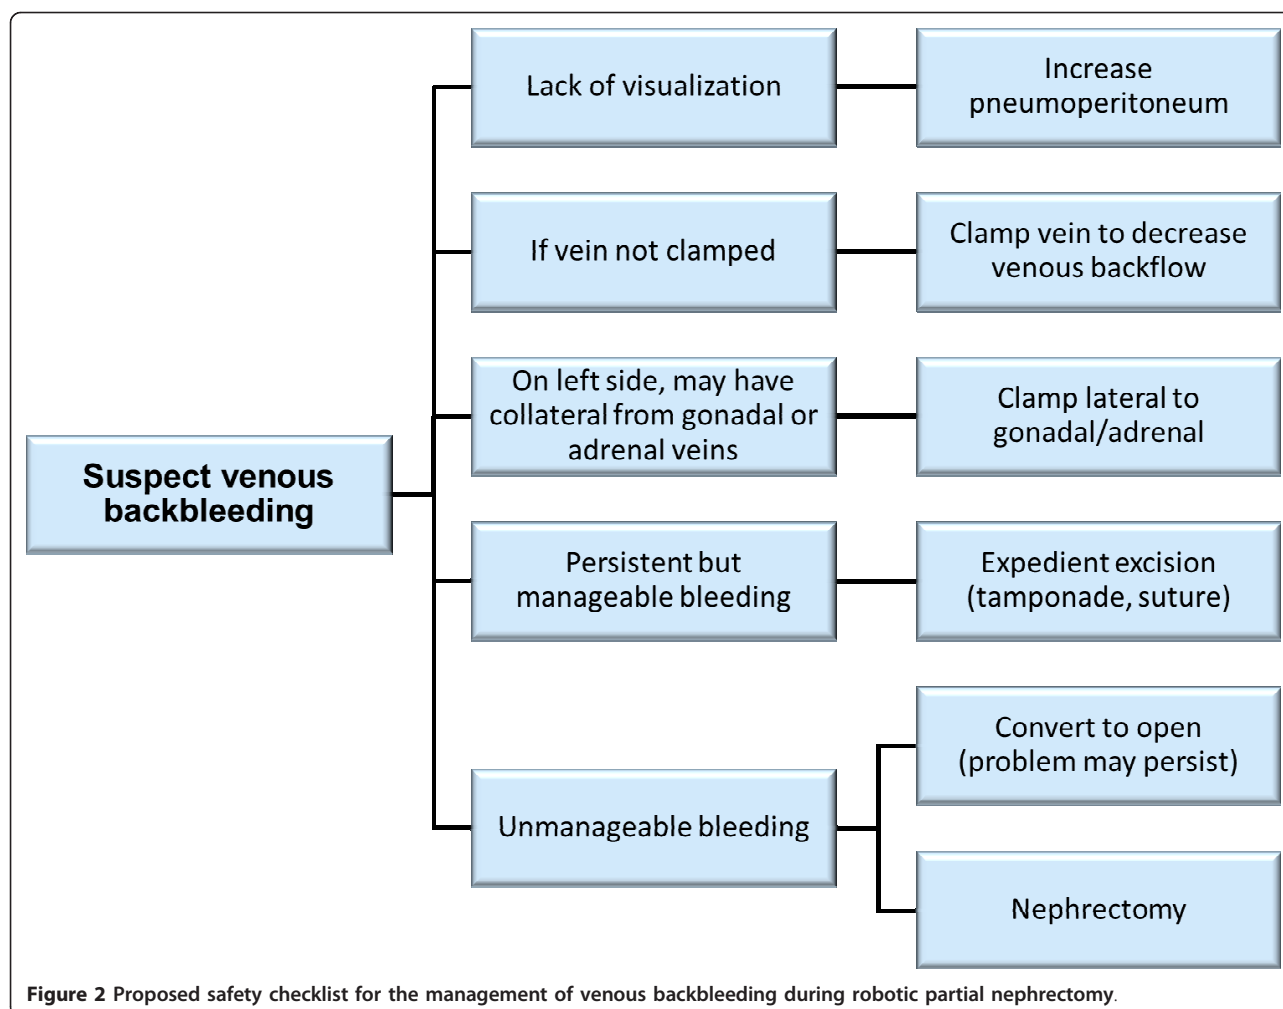 Suspect venous
backbleeding
Lack of visualization
Increase
pneumoperitoneum
If vein not clamped
Clamp vein to decrease
venous backflow
On left side, may have
collateral from gonadal or
adrenal veins
Clamp lateral to
gonadal/adrenal
Persistent but
manageable bleeding
Expedient excision
(tamponade, suture)
Unmanageable bleeding
Convert to open
(problem may persist)
Nephrectomy
Figure 2 Proposed safety checklist for the management of venous backbleeding during robotic partial nephrectomy.